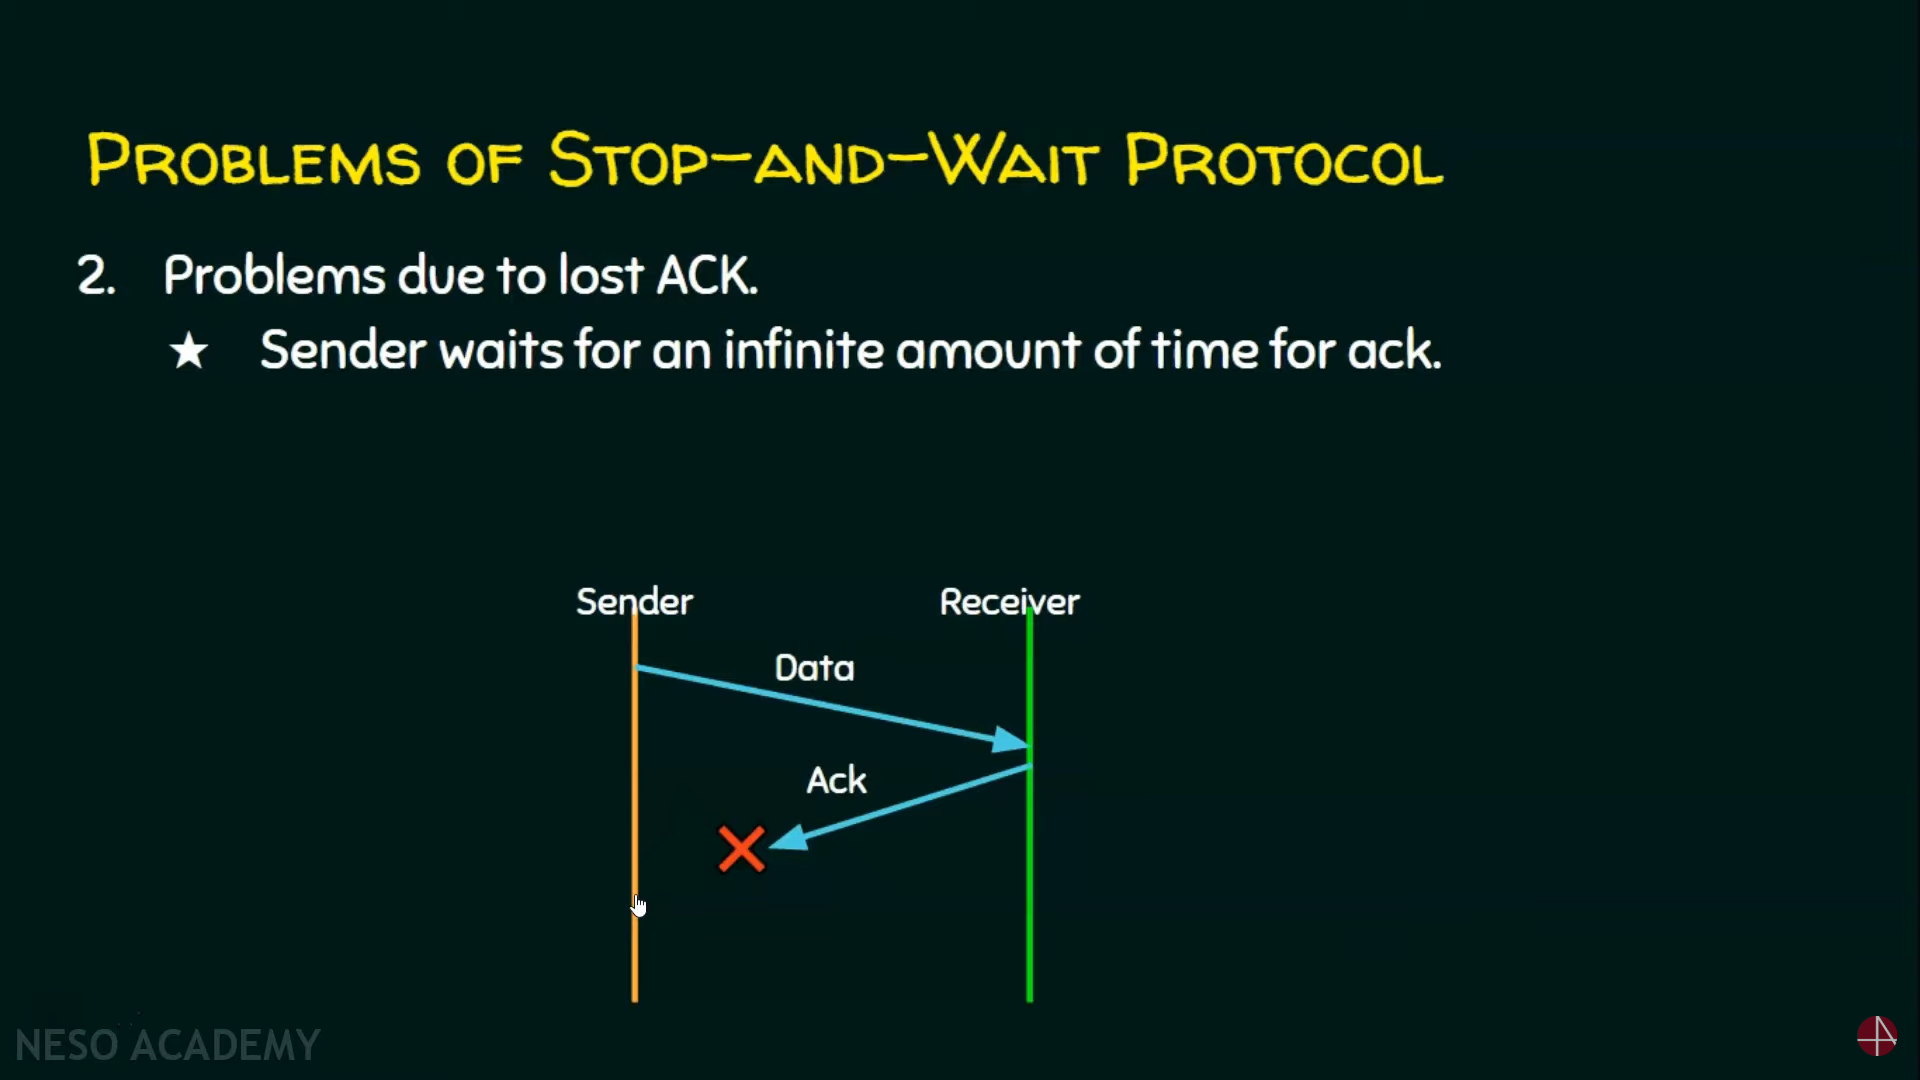 Problems of Stop-and-Wait Protocol
2. Problems due to lost ACK.
★ Sender waits for an infinite amount of time for ack.
Sender Receiver
Data
Ack
NESO ACADEMY